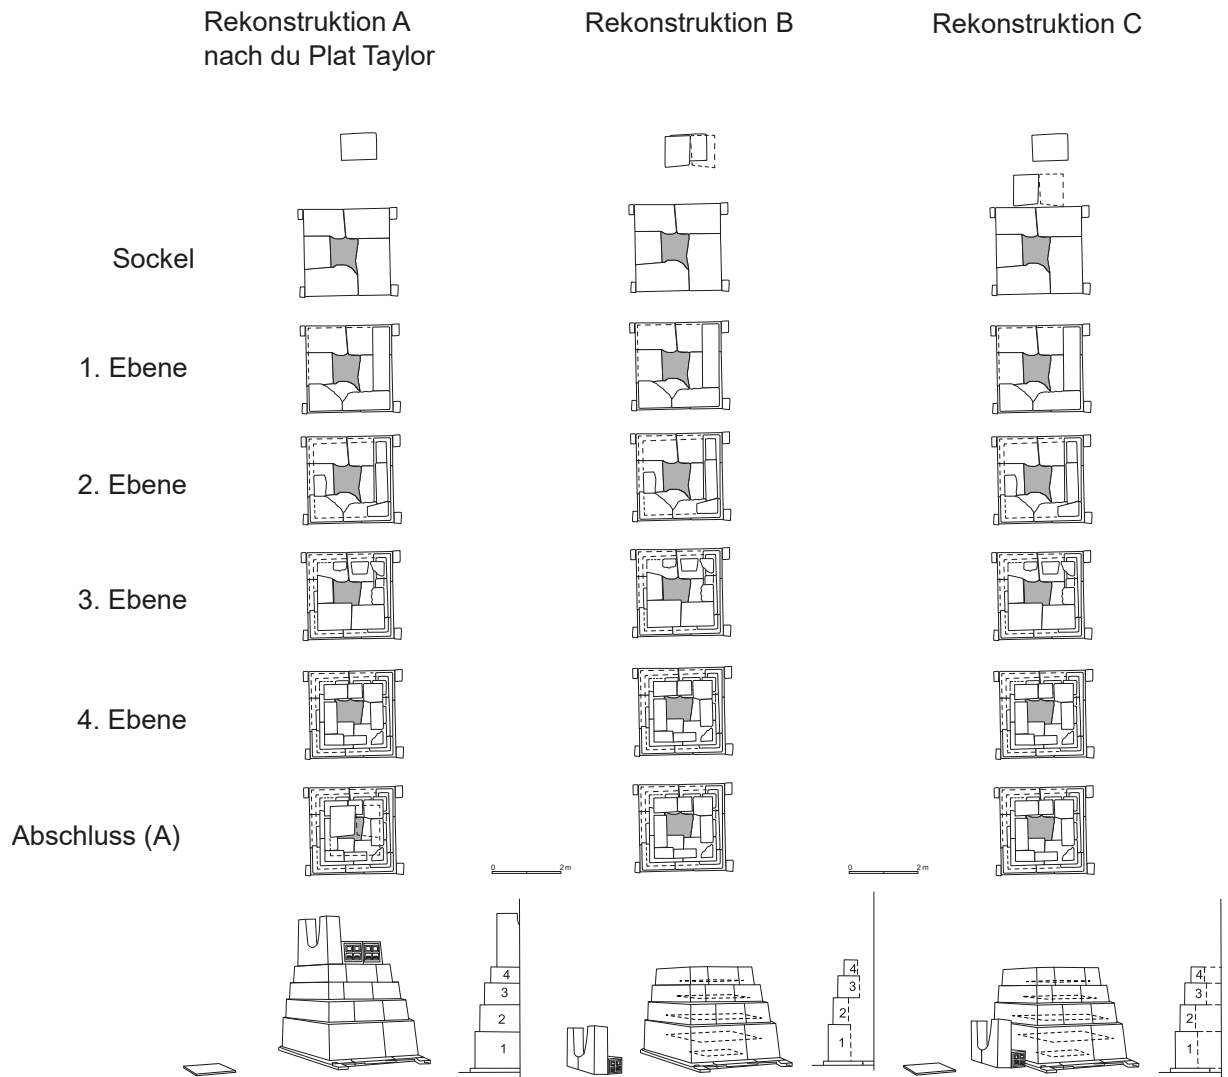 Rekonstruktion A
nach du Plat Taylor
Rekonstruktion B
Rekonstruktion C
Sockel
1. Ebene
2. Ebene
3. Ebene
4. Ebene
Abschluss (A)
0 2 m
0 2 m
4
3
2
1
4
3
2
1
4
3
2
1